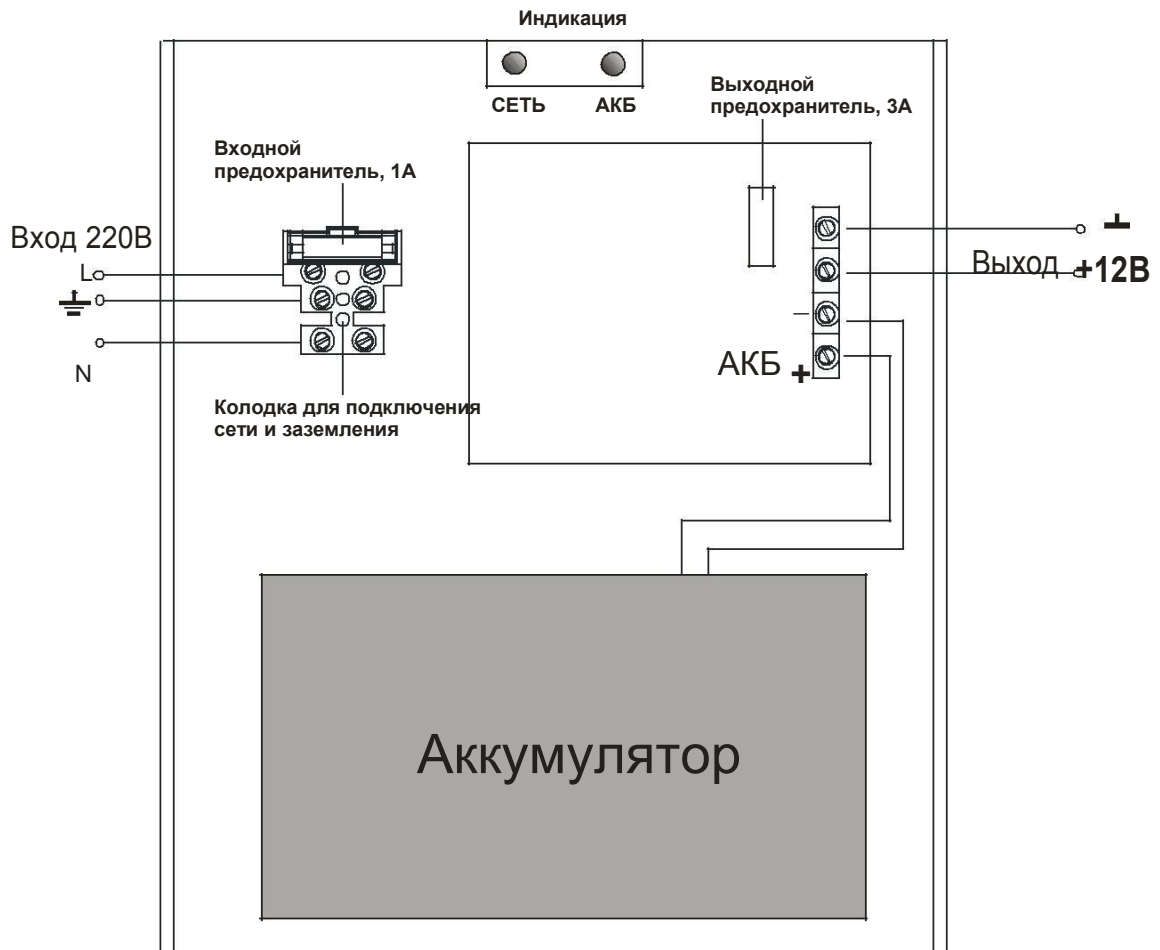 Индикация
СЕТЬ АКБ
Выходной
предохранитель, 3А
Входной
предохранитель, 1А
Вход 220В
L
N
Выход +12В
–
АКБ +
Колодка для подключения
сети и заземления
Аккумулятор